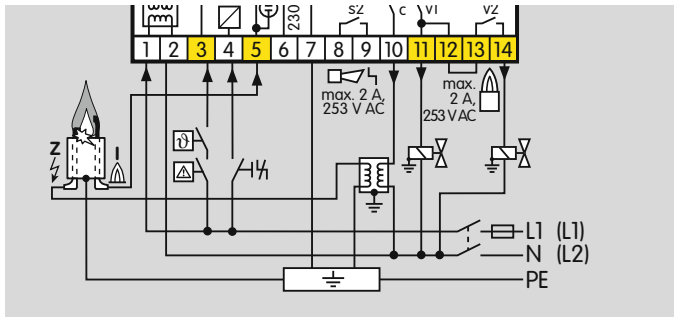 230
s2
c
v1
v2
1 2 3 4 5 6 7 8 9 10 11 12 13 14
max. 2 A,
253 V AC
max.
2 A,
253 V AC
Z
I
ϑ
L1 (L1)
N (L2)
PE